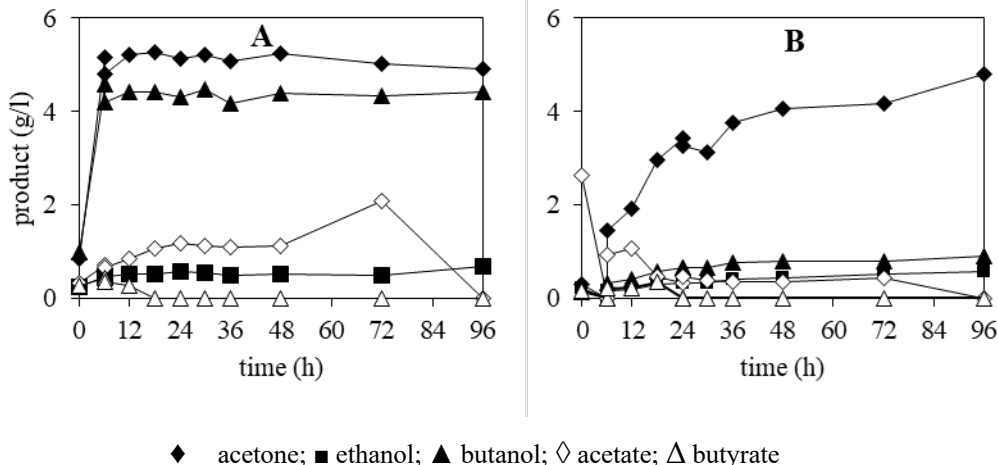 A
B
product (g/l)
6
4
2
0
0 12 24 36 48 60 72 84 96
time (h)
6
4
2
0
0 12 24 36 48 60 72 84 96
time (h)
acetone; ethanol; butanol; acetate; butyrate